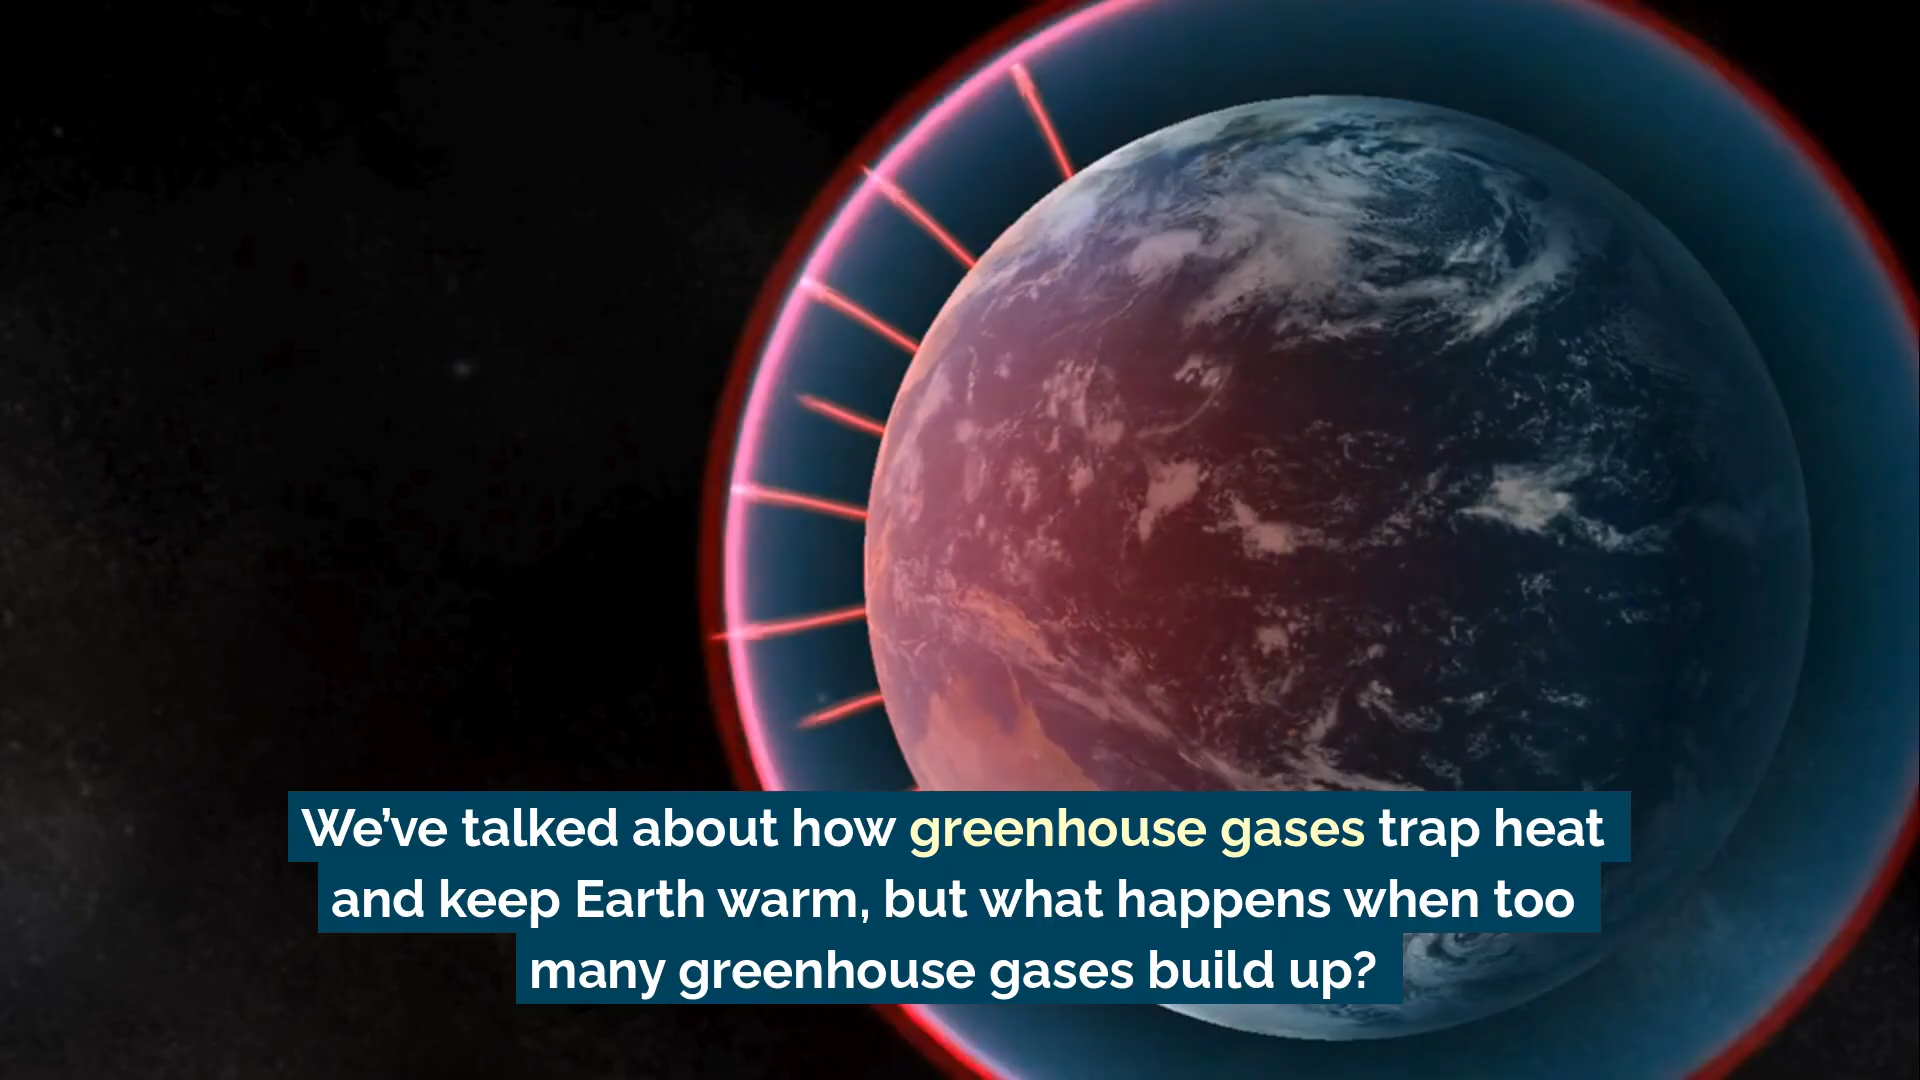 We’ve talked about how greenhouse gases trap heat
and keep Earth warm, but what happens when too
many greenhouse gases build up?